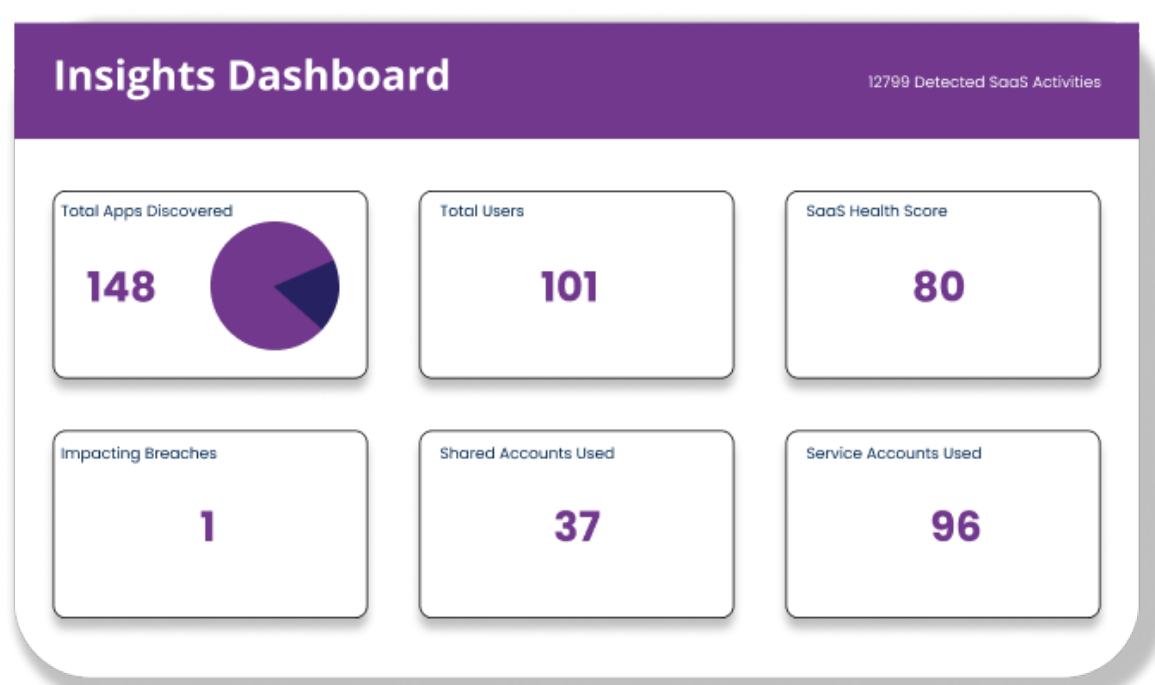 Insights Dashboard
12799 Detected SaaS Activities
Total Apps Discovered
148
Total Users
101
SaaS Health Score
80
Impacting Breaches
1
Shared Accounts Used
37
Service Accounts Used
96